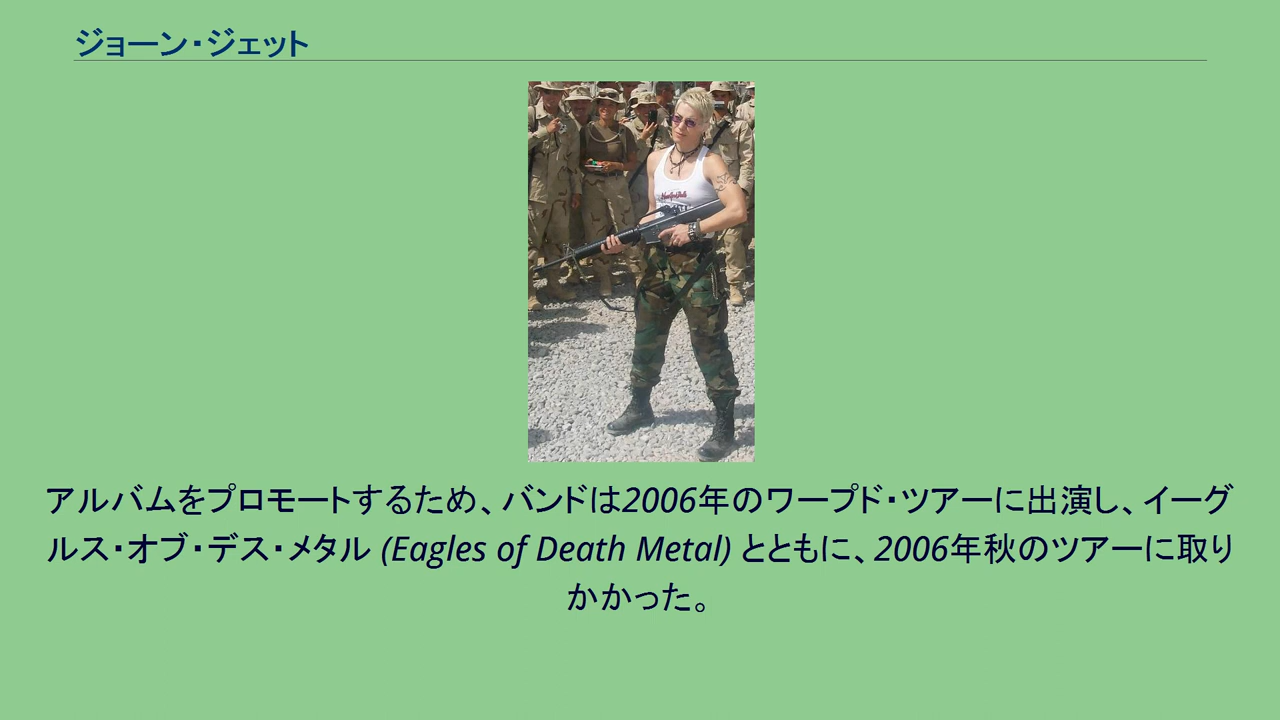 ジョーン・ジェット
アルバムをプロモートするため、バンドは2006年のワープド・ツアーに出演し、イーグ
ルス・オブ・デス・メタル (Eagles of Death Metal) とともに、2006年秋のツアーに取り
かかった。